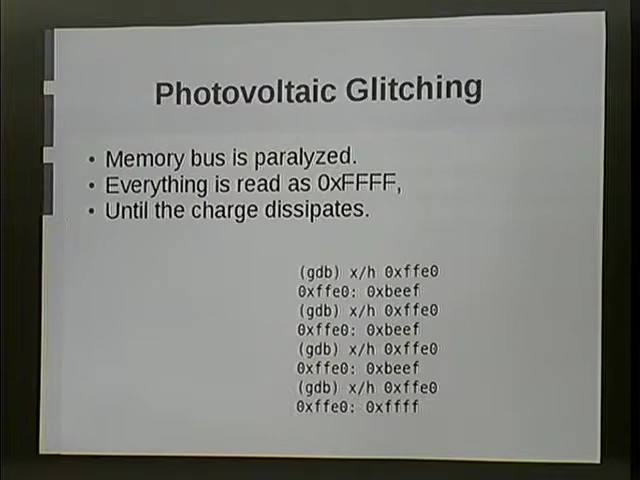 Photovoltaic Glitching
• Memory bus is paralyzed.
• Everything is read as 0xFFFF,
• Until the charge dissipates.
(gdb) x/h 0xffe0
0xffe0: 0xbeef
(gdb) x/h 0xffe0
0xffe0: 0xbeef
(gdb) x/h 0xffe0
0xffe0: 0xbeef
(gdb) x/h 0xffe0
0xffe0: 0xffff